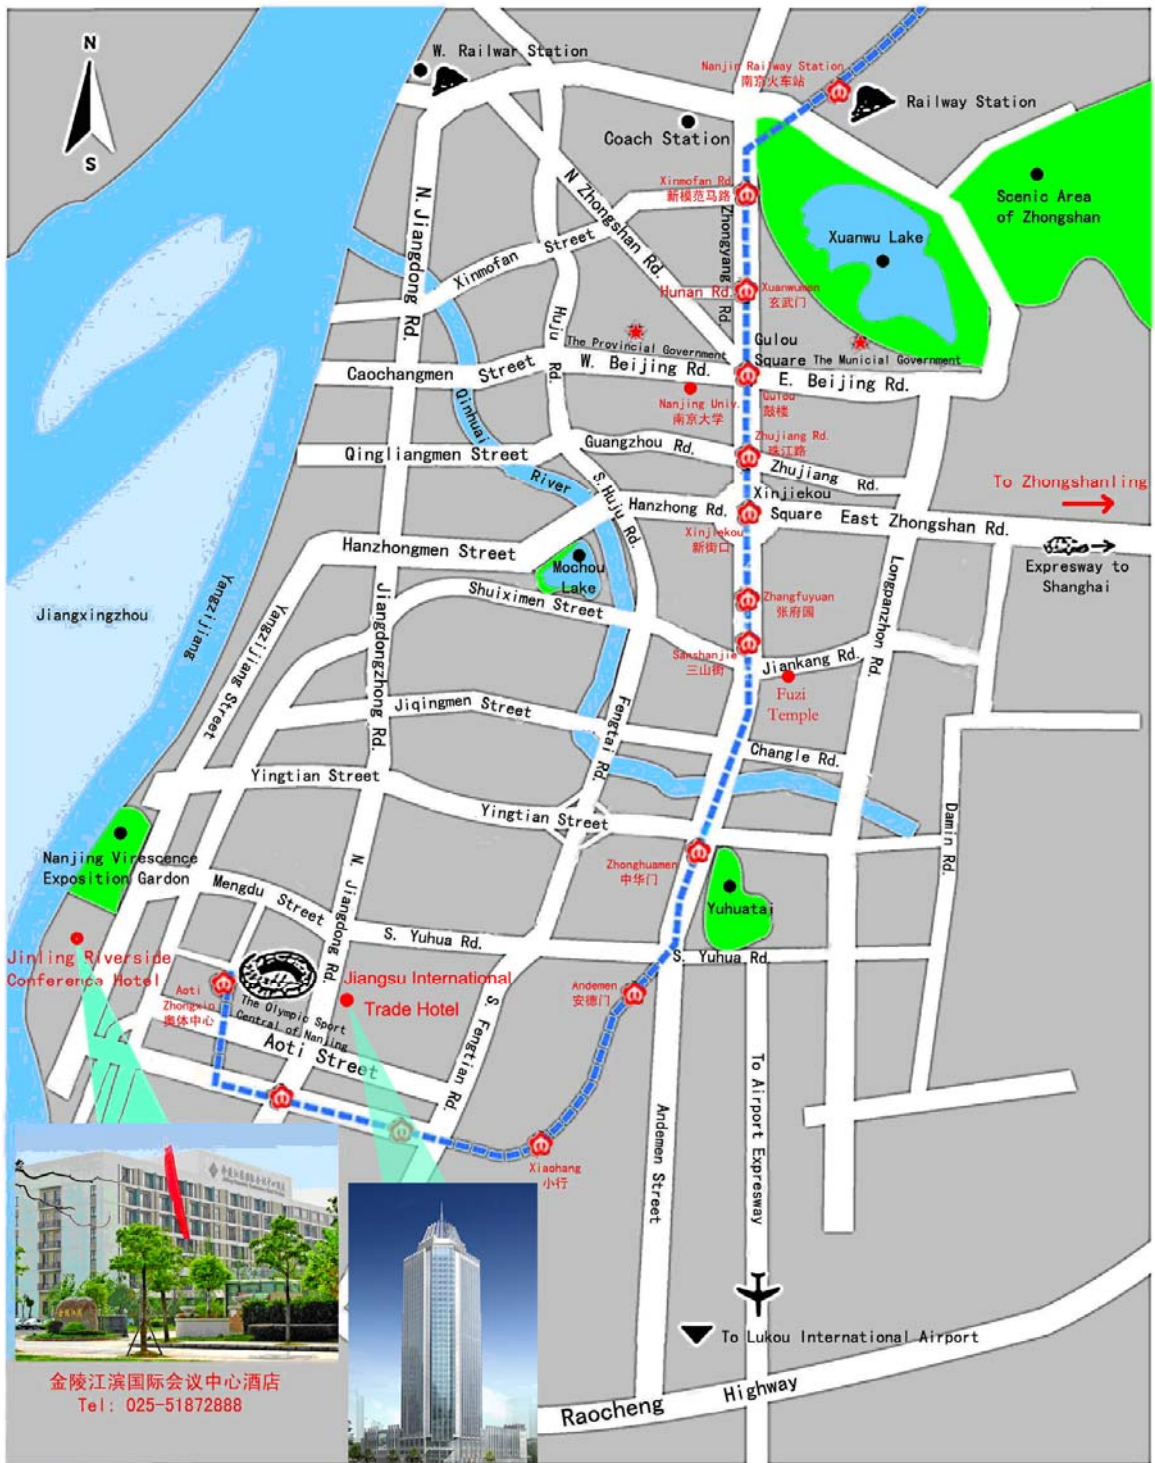 N
S
W. Railwar Station
Nanjin Railway Station
南京火车站
Railway Station
Coach Station
Xinmofan Rd.
新模范马路
N Zhongshan Rd.
Zhongyang Rd.
Scenic Area
of Zhongshan
Xuanwu Lake
N. Jiangdong Rd.
Xinmofan Street
Hunan Rd.
Xuanwuman
玄武门
Huju Rd.
The Provincial Government
Gulou
Square
The Municial Government
Caochangmen Street
W. Beijing Rd.
E. Beijing Rd.
Nanjing Univ.
南京大学
Gulou
鼓楼
Qinhuai
River
Guangzhou Rd.
Zhujiang Rd.
珠江路
Qingliangmen Street
Zhujiang Rd.
To Zhongshanling
S. Huju Rd.
Hanzhong Rd.
Xinjiekou
Square
East Zhongshan Rd.
Xinjiekou
新街口
Hanzhongmen Street
Mochou
Lake
Expresway to
Shanghai
Longpanzhon Rd.
Yangzijiang
Jiangxingzhou
Yangzijiang Street
Jiangdongzhong Rd.
Shuiximen Street
Zhangfuyuan
张府园
Sanshanjie
三山街
Jiankang Rd.
Fuzi
Temple
Jiqingmen Street
Fengtai Rd.
Changle Rd.
Yingtian Street
Yingtian Street
Damin Rd.
Nanjing Virescence
Exposition Gardon
Zhonghuamen
中华门
Yuhuatai
Mengdu Street
N. Jiangdong Rd.
S. Yuhua Rd.
S. Yuhua Rd.
Jinling Riverside
Conference Hotel
Aoti
Zhongxin
奥体中心
The Olympic Sport
Central of Nanjing
Jiangsu International
Trade Hotel
Andemen
安德门
Aoti Street
S. Fengtian Rd.
Xiaohang
小行
Andemen Street
To Airport Expresway
To Lukou International Airport
Raocheng Highway
金陵江滨国际会议中心酒店
Tel: 025-51872888